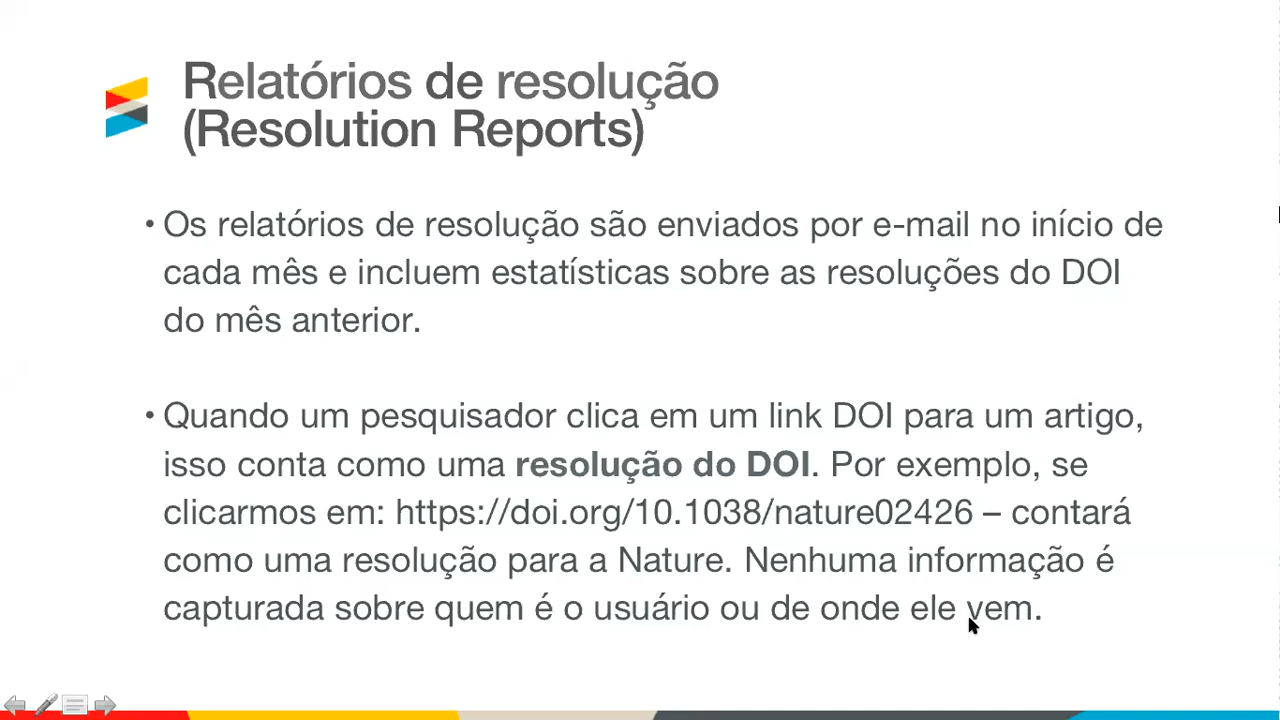 Relatórios de resolução
(Resolution Reports)
• Os relatórios de resolução são enviados por e-mail no início de
cada mês e incluem estatísticas sobre as resoluções do DOI
do mês anterior.
• Quando um pesquisador clica em um link DOI para um artigo,
isso conta como uma resolução do DOI. Por exemplo, se
clicarmos em: https://doi.org/10.1038/nature02426 – contará
como uma resolução para a Nature. Nenhuma informação é
capturada sobre quem é o usuário ou de onde ele vem.